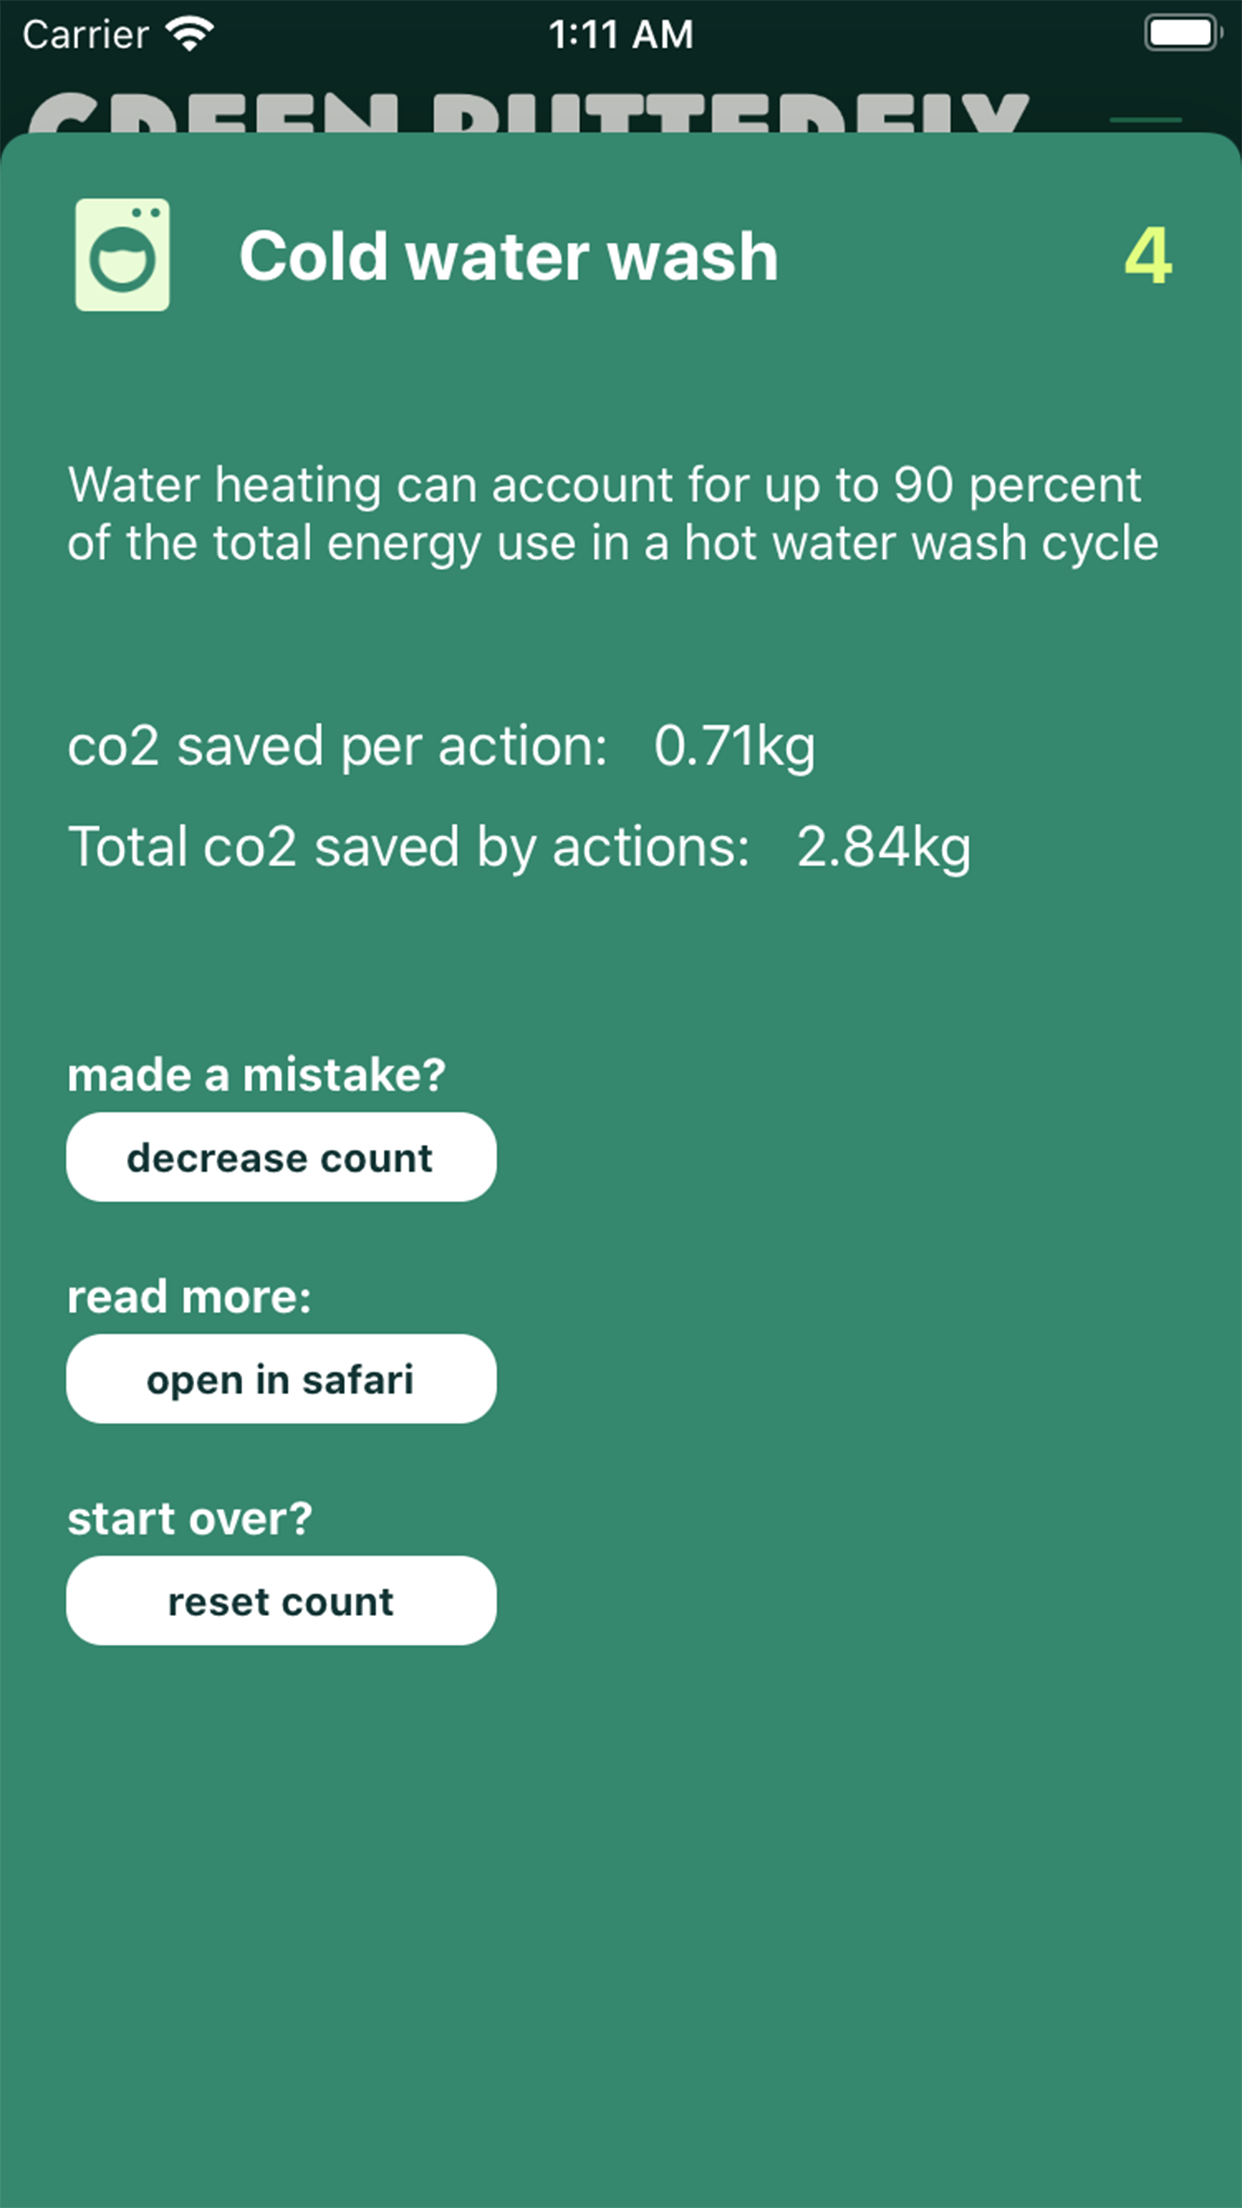 Carrier 1:11 AM
GREEN BUTTERFLY
Cold water wash 4
Water heating can account for up to 90 percent
of the total energy use in a hot water wash cycle
co2 saved per action: 0.71kg
Total co2 saved by actions: 2.84kg
made a mistake?
decrease count
read more:
open in safari
start over?
reset count